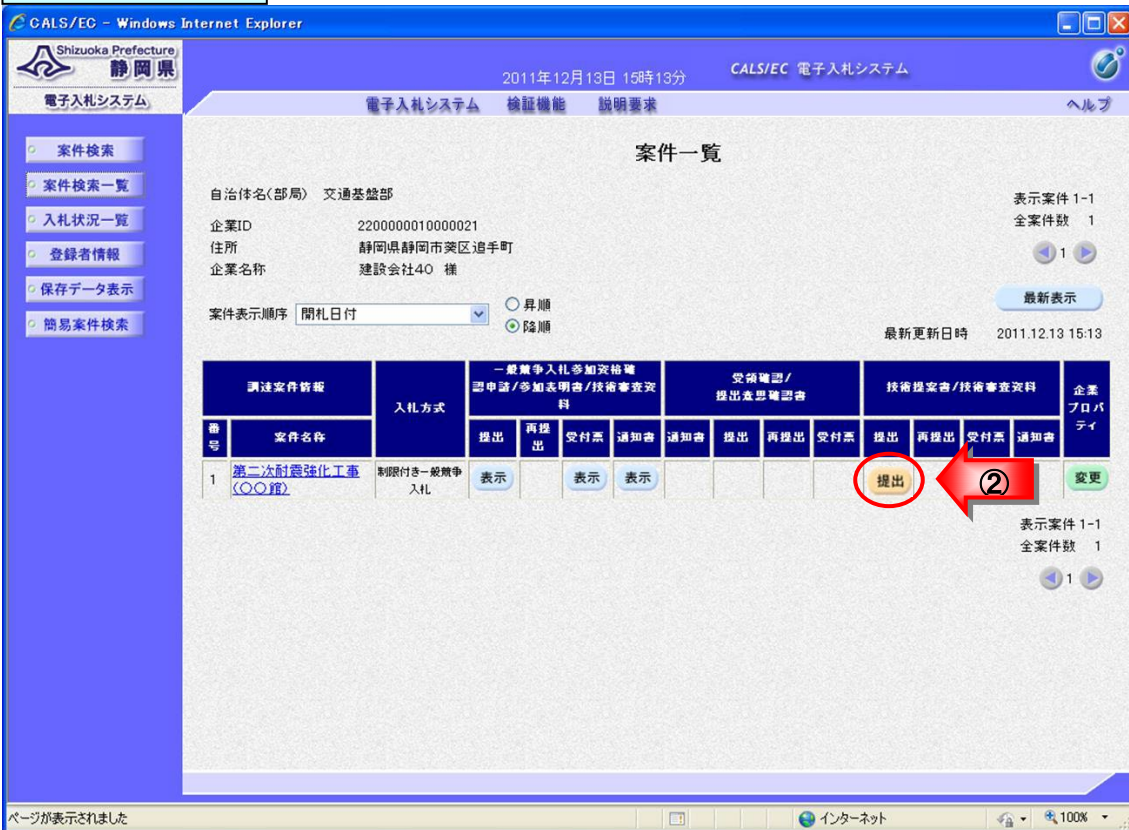 CALS/EC - Windows Internet Explorer
Shizuoka Prefecture
静岡県
2011年12月13日 15時13分
CALS/EC 電子入札システム
電子入札システム
電子入札システム 検証機能 説明要求 ヘルプ
案件検索
案件検索一覧
入札状況一覧
登録者情報
保存データ表示
簡易案件検索
案件一覧
自治体名(部局) 交通基盤部
表示案件 1-1
全案件数 1
企業ID 2200000010000021
住所 静岡県静岡市葵区追手町
企業名称 建設会社40 様
1
案件表示順序 開札日付
昇順
降順
最新表示
最新更新日時 2011.12.13 15:13
調達案件情報
入札方式
一般競争入札参加資格確
認申請/参加表明書/技術審査資
料
受領確認/
提出意思確認書
技術提案書/技術審査資料
企業
プロパ
ティ
番
号
案件名称
提出 再提
出 受付票 通知書 通知書 提出 再提出 受付票 提出 再提出 受付票 通知書
1 第二次耐震強化工事
(〇〇館)
制限付き一般競争
入札
表示 表示 表示 提出 ② 変更
表示案件 1-1
全案件数 1
1
ページが表示されました インターネット 100%